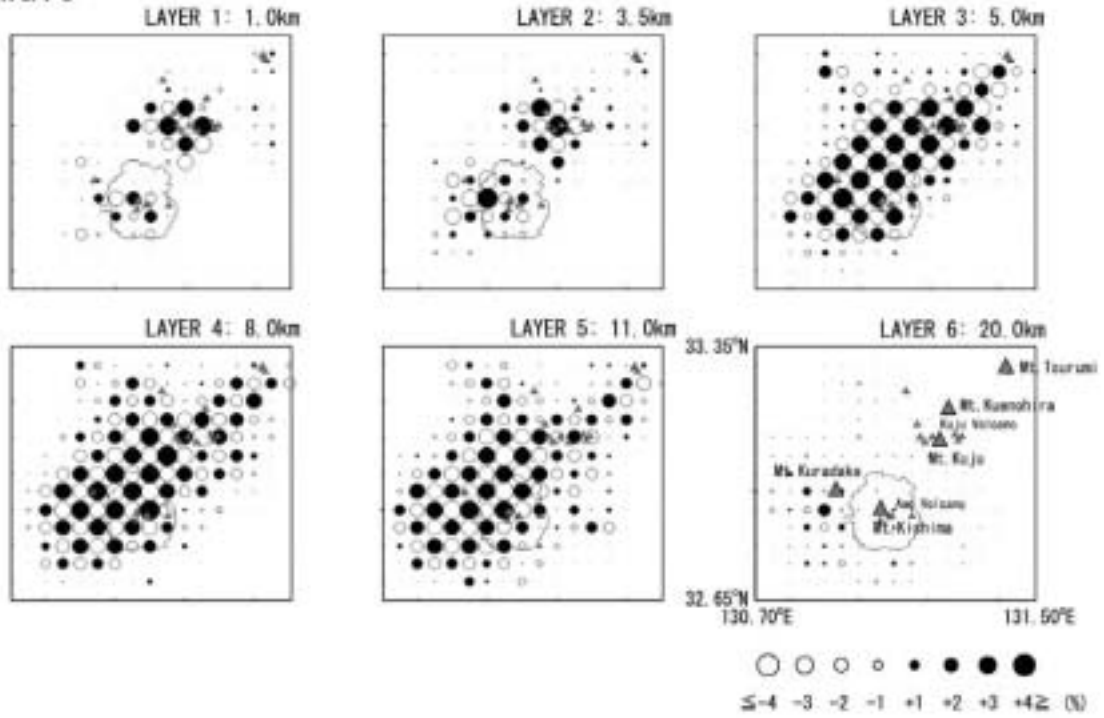 LAYER 1: 1.0km
LAYER 2: 3.5km
LAYER 3: 5.0km
LAYER 4: 8.0km
LAYER 5: 11.0km
LAYER 6: 20.0km
33.35°N
Mt. Tsurumi
Mt. Kuenohira
Kuju Volcano
Mt. Kuju
Mt. Kuradake
Aso Volcano
Mt. Kishima
32.65°N
130.70°E
131.50°E
≦-4 -3 -2 -1 +1 +2 +3 +4≧ (%)